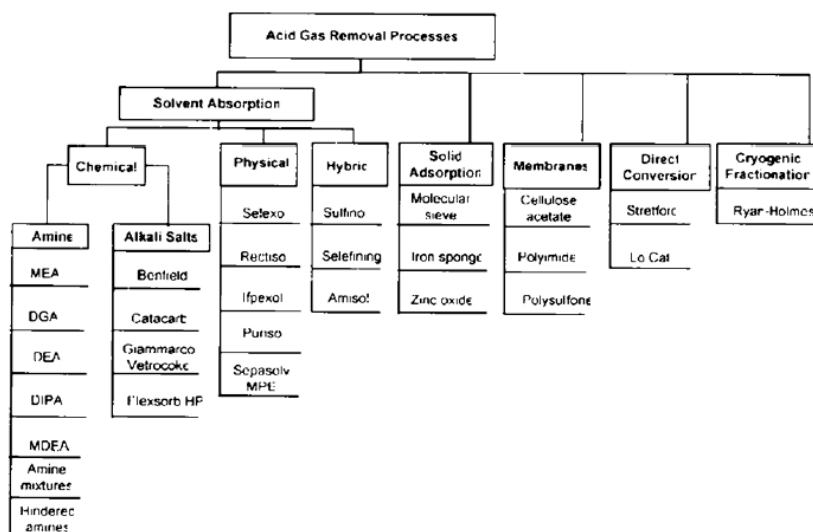 Acid Gas Removal Processes
Solvent Absorption
Chemical
Physical
Hybric
Solid
Adsorption
Membranes
Direct
Conversion
Cryogenic
Fractionation
Amine
MEA
DGA
DEA
DIPA
MDEA
Amine
mixtures
Hindered
amines
Alkali Salts
Benfield
Catacarb
Giammarco
Vetrocoke
Flexsorb HP
Selexo
Rectiso
Ifpexol
Puriso
Sepasolv
MPE
Sulfino
Selefining
Amisol
Molecular
sieve
Iron sponge
Zinc oxide
Cellulose
acetate
Polyimide
Polysulfone
Stretford
Lo Cat
Ryan-Holmes